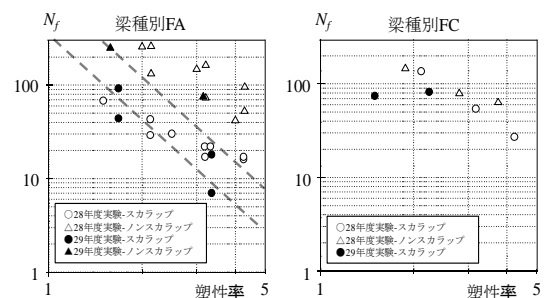 N_f
梁種別FA
100
10
1
○28年度実験-スカラップ
△28年度実験-ノンスカラップ
●29年度実験-スカラップ
▲29年度実験-ノンスカラップ
1
塑性率
5
N_f
梁種別FC
100
10
1
○28年度実験-スカラップ
△28年度実験-ノンスカラップ
●29年度実験-スカラップ
1
塑性率
5